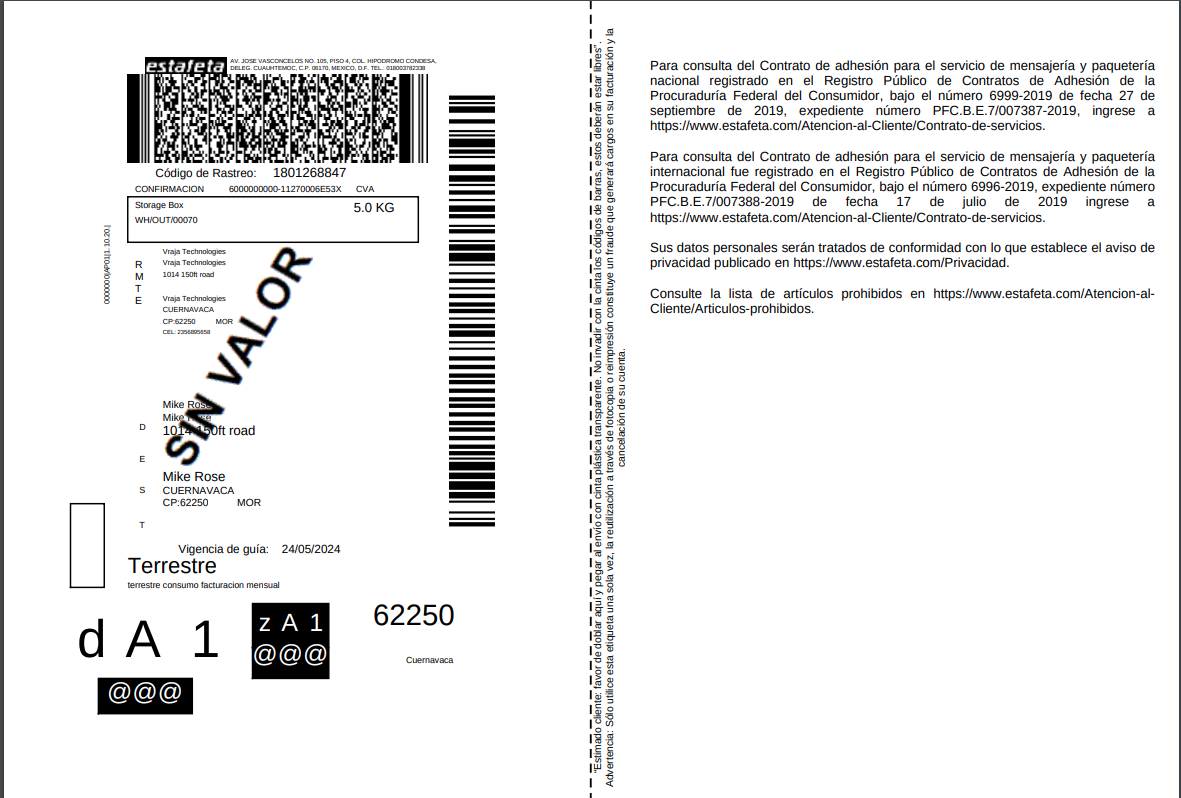 estafeta
AV. JOSE VASCONCELOS NO. 105, PISO 4, COL. HIPODROMO CONDESA,
DELEG. CUAUHTEMOC, C.P. 06170, MEXICO, D.F. TEL.: 018003782338
Código de Rastreo: 1801268847
CONFIRMACION 6000000000-11270006E53X CVA
Storage Box 5.0 KG
WH/OUT/00070
R
M
T
E
Vraja Technologies
Vraja Technologies
1014 150ft road
Vraja Technologies
CUERNAVACA
CP:62250 MOR
CEL: 2356895658
SIN VALOR
D
E
S
T
Mike Rose
Mike Rose
1014 150ft road
Mike Rose
CUERNAVACA
CP:62250 MOR
Vigencia de guía: 24/05/2024
Terrestre
terrestre consumo facturacion mensual
d A 1
@@@
z A 1
@@@
62250
Cuernavaca
"Estimado cliente: favor de doblar aquí y pegar al envío con cinta plástica transparente. No invadir con la cinta los códigos de barras, estos deberán estar libres".
Advertencia: Sólo utilice esta etiqueta una sola vez, la reutilización a través de fotocopia o reimpresión constituye un fraude que generará cargos en su facturación y la
cancelación de su cuenta.
Para consulta del Contrato de adhesión para el servicio de mensajería y paquetería
nacional registrado en el Registro Público de Contratos de Adhesión de la
Procuraduría Federal del Consumidor, bajo el número 6999-2019 de fecha 27 de
septiembre de 2019, expediente número PFC.B.E.7/007387-2019, ingrese a
https://www.estafeta.com/Atencion-al-Cliente/Contrato-de-servicios.
Para consulta del Contrato de adhesión para el servicio de mensajería y paquetería
internacional fue registrado en el Registro Público de Contratos de Adhesión de la
Procuraduría Federal del Consumidor, bajo el número 6996-2019, expediente número
PFC.B.E.7/007388-2019 de fecha 17 de julio de 2019 ingrese a
https://www.estafeta.com/Atencion-al-Cliente/Contrato-de-servicios.
Sus datos personales serán tratados de conformidad con lo que establece el aviso de
privacidad publicado en https://www.estafeta.com/Privacidad.
Consulte la lista de artículos prohibidos en https://www.estafeta.com/Atencion-al-
Cliente/Articulos-prohibidos.